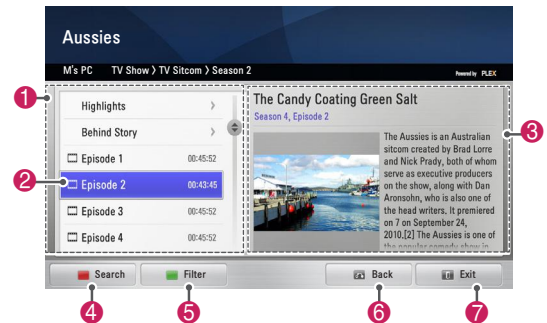 Aussies
M's PC TV Show > TV Sitcom > Season 2
Powered by PLEX
1
Highlights >
Behind Story >
Episode 1 00:45:52
2
Episode 2 00:43:45
Episode 3 00:45:52
Episode 4 00:45:52
The Candy Coating Green Salt
Season 4, Episode 2
3
The Aussies is an Australian
sitcom created by Brad Lorre
and Nick Prady, both of whom
serve as executive producers
on the show, along with Dan
Aronsohn, who is also one of
the head writers. It premiered
on 7 on September 24,
2010.[2] The Aussies is one of
the popular comedy show in
Search
Filter
Back
Exit
4
5
6
7